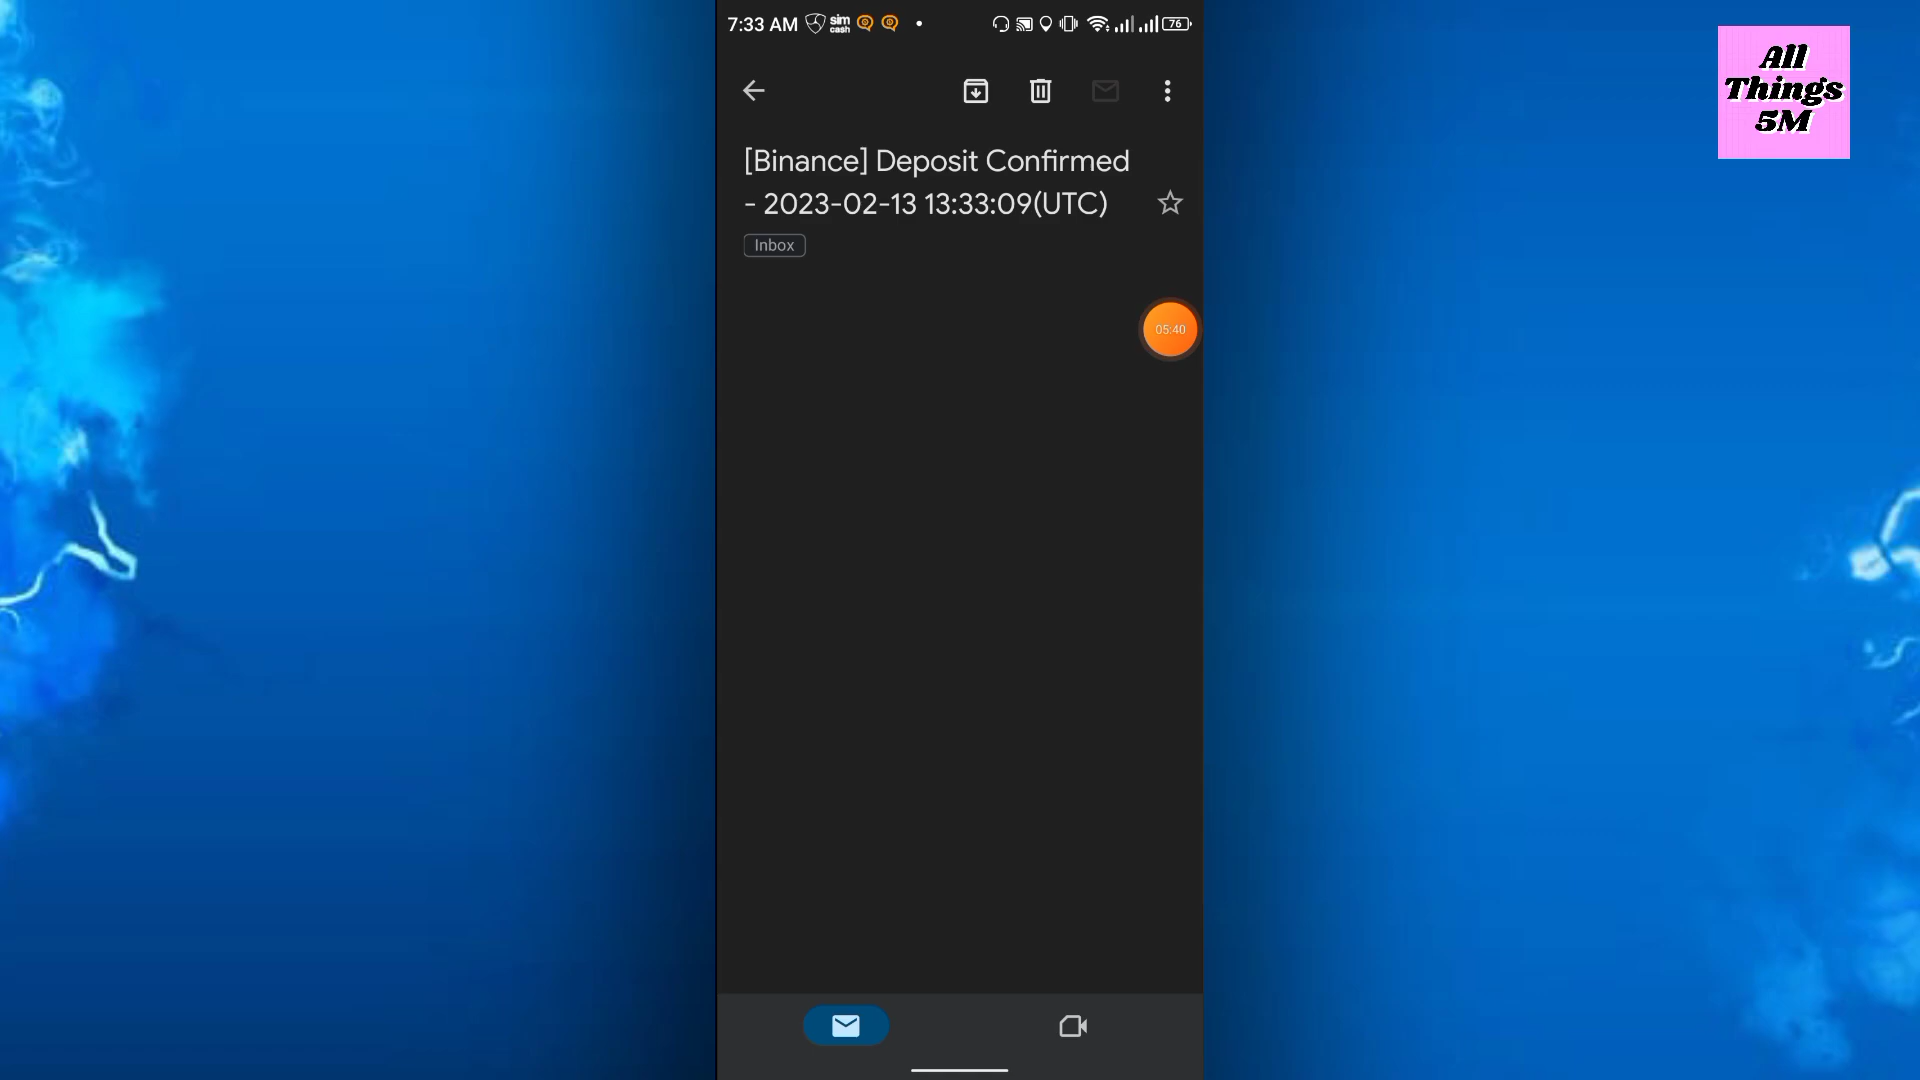 7:33 AM
sim
cash
76
All
Things
5M
[Binance] Deposit Confirmed
- 2023-02-13 13:33:09(UTC)
Inbox
05:40